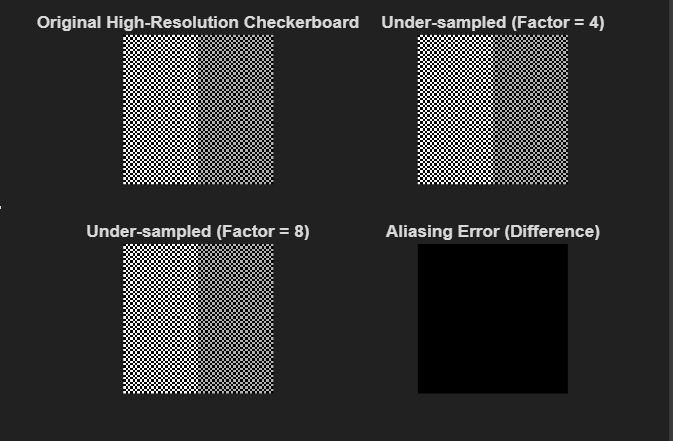 Original High-Resolution Checkerboard
Under-sampled (Factor = 4)
Under-sampled (Factor = 8)
Aliasing Error (Difference)